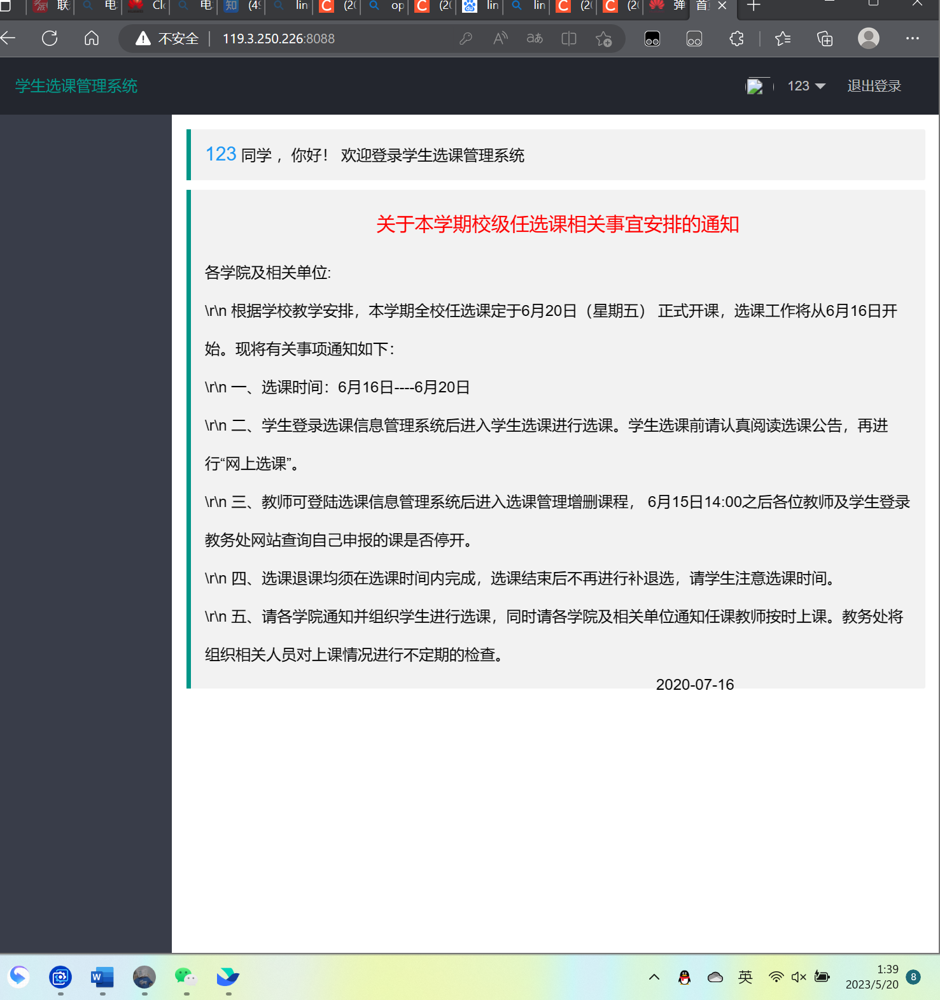 联 电 Clo 电 知 (49 lin C (20 op C (20 du lin lin C (20 C (20 弹 首
不安全 119.3.250.226:8088 aあ
学生选课管理系统 123 退出登录
123 同学 ，你好！ 欢迎登录学生选课管理系统
关于本学期校级任选课相关事宜安排的通知
各学院及相关单位:
\r\n 根据学校教学安排，本学期全校任选课定于6月20日（星期五） 正式开课，选课工作将从6月16日开
始。现将有关事项通知如下：
\r\n 一、选课时间：6月16日----6月20日
\r\n 二、学生登录选课信息管理系统后进入学生选课进行选课。学生选课前请认真阅读选课公告，再进
行“网上选课”。
\r\n 三、教师可登陆选课信息管理系统后进入选课管理增删课程， 6月15日14:00之后各位教师及学生登录
教务处网站查询自己申报的课是否停开。
\r\n 四、选课退课均须在选课时间内完成，选课结束后不再进行补退选，请学生注意选课时间。
\r\n 五、请各学院通知并组织学生进行选课，同时请各学院及相关单位通知任课教师按时上课。教务处将
组织相关人员对上课情况进行不定期的检查。
2020-07-16
W 英 1:39 8
2023/5/20